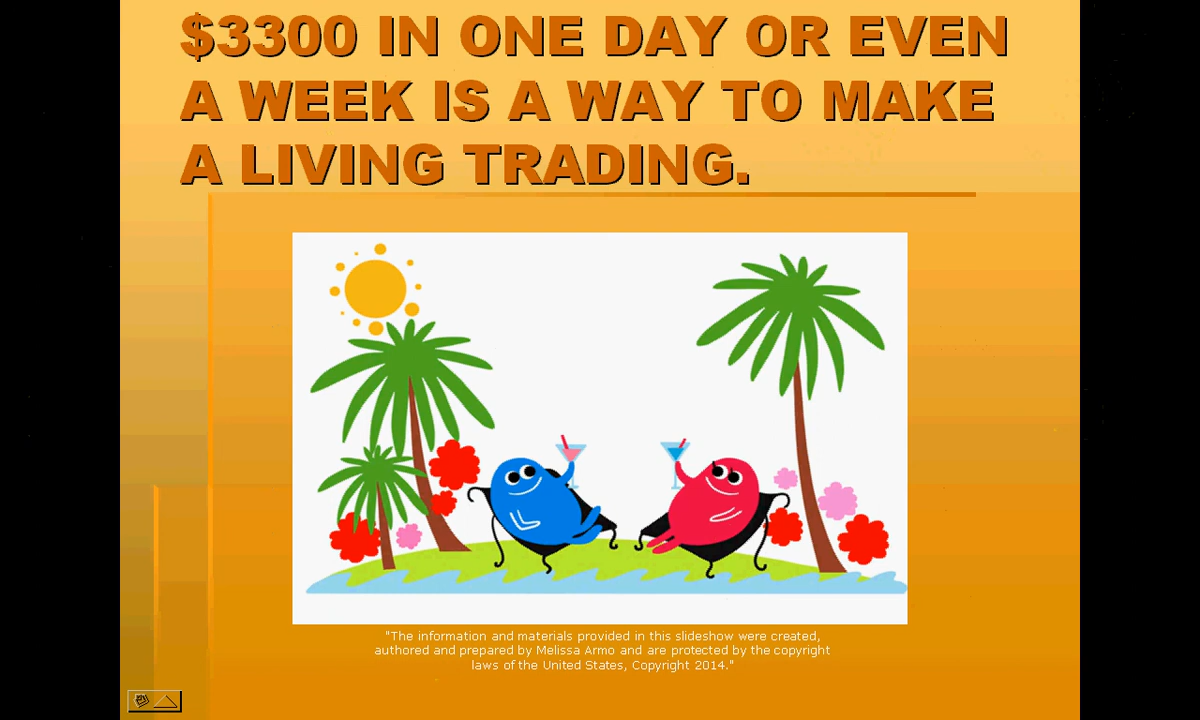 $3300 IN ONE DAY OR EVEN
A WEEK IS A WAY TO MAKE
A LIVING TRADING.
"The information and materials provided in this slideshow were created,
authored and prepared by Melissa Armo and are protected by the copyright
laws of the United States, Copyright 2014."